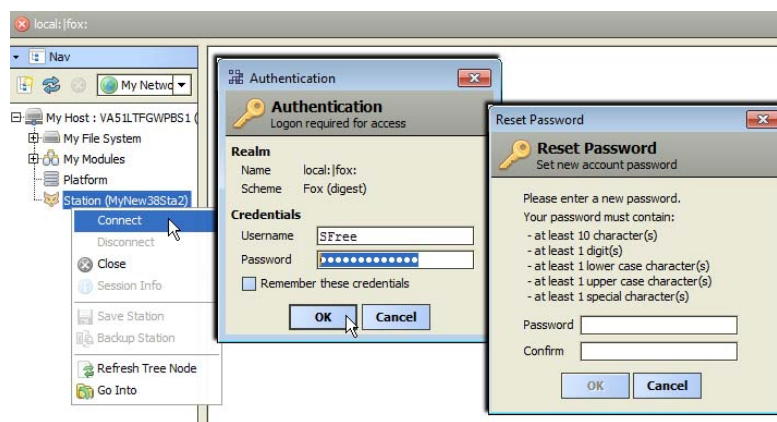 local:|fox:
Nav
My Netwc
My Host : VA51LTFGWPBS1 (
My File System
My Modules
Platform
Station (MyNew38Sta2)
Connect
Disconnect
Close
Session Info
Save Station
Backup Station
Refresh Tree Node
Go Into
Authentication
Authentication
Logon required for access
Realm
Name local:|fox:
Scheme Fox (digest)
Credentials
Username SFree
Password
Remember these credentials
OK Cancel
Reset Password
Reset Password
Set new account password
Please enter a new password.
Your password must contain:
- at least 10 character(s)
- at least 1 digit(s)
- at least 1 lower case character(s)
- at least 1 upper case character(s)
- at least 1 special character(s)
Password
Confirm
OK Cancel